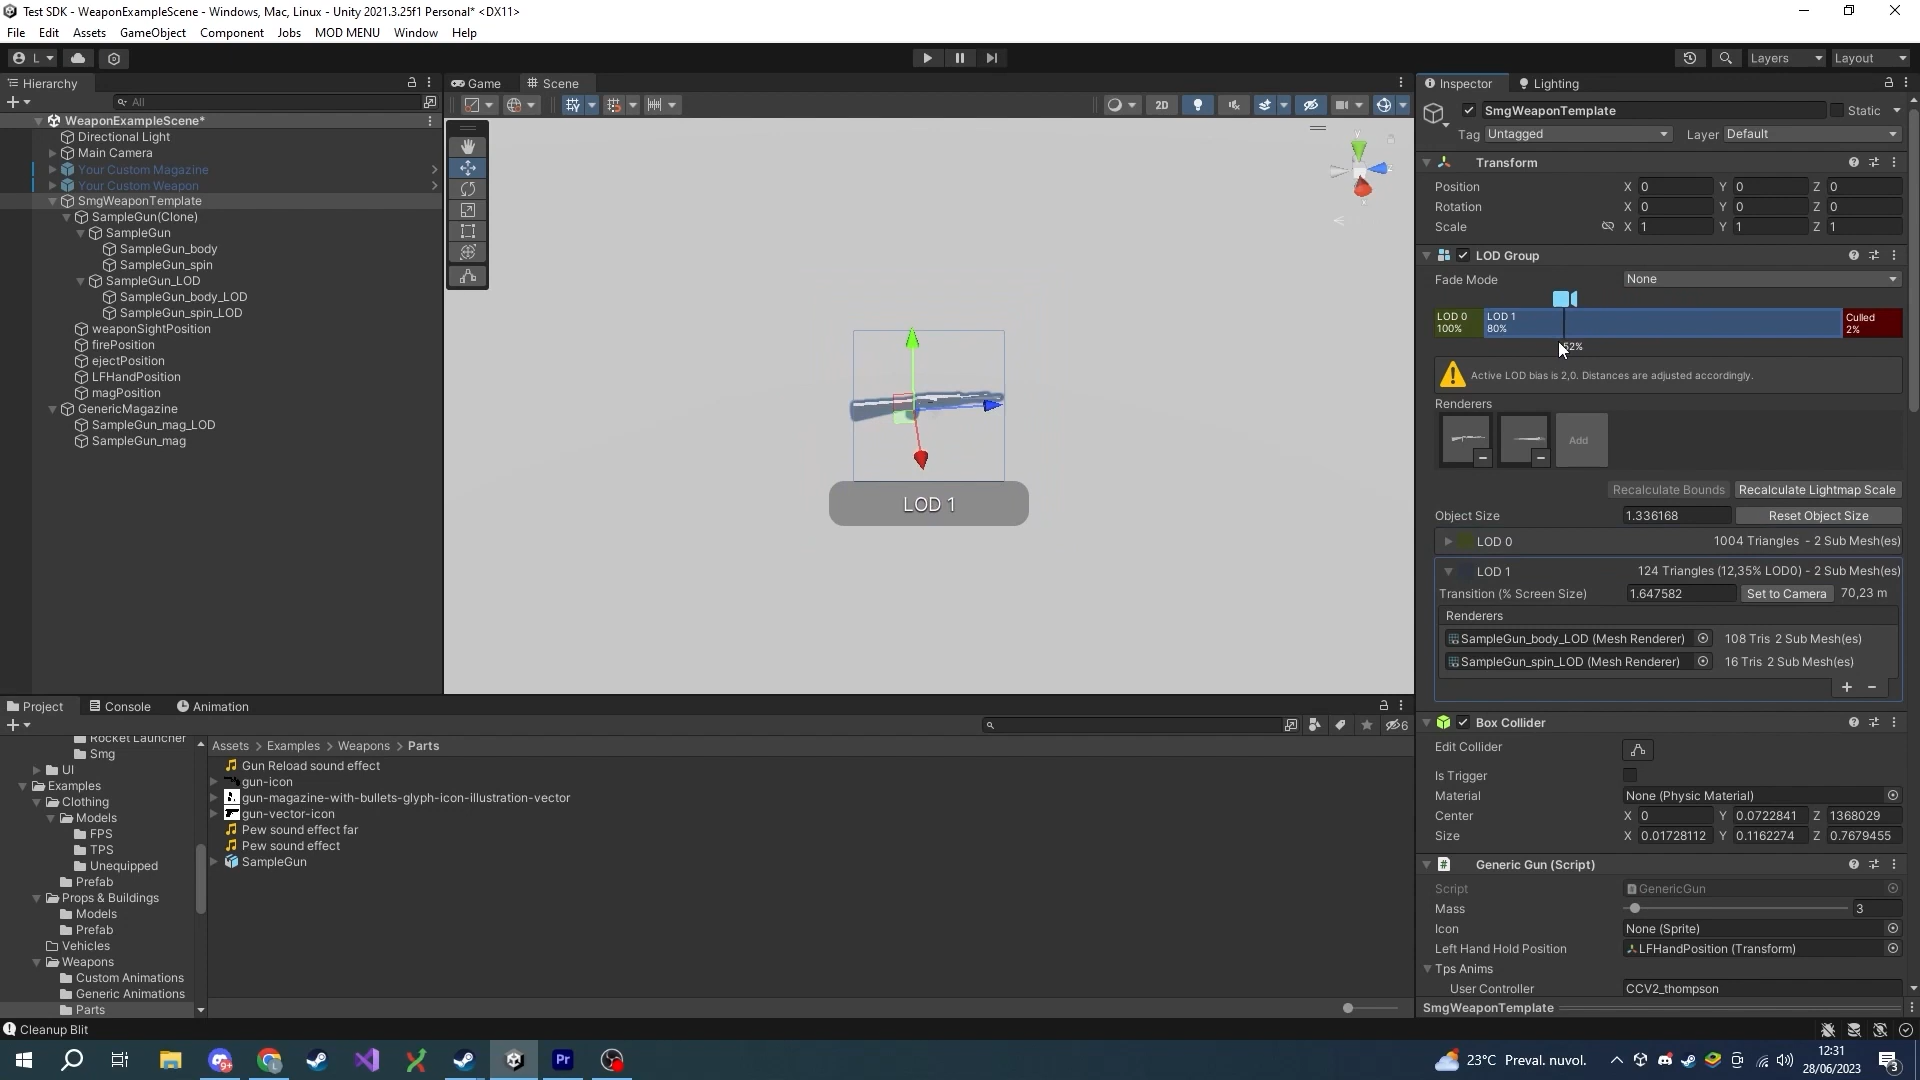 Test SDK - WeaponExampleScene - Windows, Mac, Linux - Unity 2021.3.25f1 Personal* <DX11>
File Edit Assets GameObject Component Jobs MOD MENU Window Help
L Layers Layout
Hierarchy Game Scene Inspector Lighting
All
WeaponExampleScene*
Directional Light
Main Camera
Your Custom Magazine
Your Custom Weapon
SmgWeaponTemplate
SampleGun(Clone)
SampleGun
SampleGun_body
SampleGun_spin
SampleGun_LOD
SampleGun_body_LOD
SampleGun_spin_LOD
weaponSightPosition
firePosition
ejectPosition
LFHandPosition
magPosition
GenericMagazine
SampleGun_mag_LOD
SampleGun_mag
2D
y
LOD 1
SmgWeaponTemplate Static
Tag Untagged Layer Default
Transform
Position X 0 Y 0 Z 0
Rotation X 0 Y 0 Z 0
Scale X 1 Y 1 Z 1
LOD Group
Fade Mode None
LOD 0 LOD 1 Culled
100% 80% 2%
52%
Active LOD bias is 2,0. Distances are adjusted accordingly.
Renderers
Add
Recalculate Bounds Recalculate Lightmap Scale
Object Size 1.336168 Reset Object Size
LOD 0 1004 Triangles - 2 Sub Mesh(es)
LOD 1 124 Triangles (12,35% LOD0) - 2 Sub Mesh(es)
Transition (% Screen Size) 1.647582 Set to Camera 70,23 m
Renderers
SampleGun_body_LOD (Mesh Renderer) 108 Tris 2 Sub Mesh(es)
SampleGun_spin_LOD (Mesh Renderer) 16 Tris 2 Sub Mesh(es)
Box Collider
Edit Collider
Is Trigger
Material None (Physic Material)
Center X 0 Y 0.0722841 Z 1368029
Size X 0.01728112 Y 0.1162274 Z 0.7679455
Generic Gun (Script)
Script GenericGun
Mass 3
Icon None (Sprite)
Left Hand Hold Position LFHandPosition (Transform)
Tps Anims
User Controller CCV2_thompson
SmgWeaponTemplate
Project Console Animation
6
Rocket Launcher
Smg
UI
Examples
Clothing
Models
FPS
TPS
Unequipped
Prefab
Props & Buildings
Models
Prefab
Vehicles
Weapons
Custom Animations
Generic Animations
Parts
Assets > Examples > Weapons > Parts
Gun Reload sound effect
gun-icon
gun-magazine-with-bullets-glyph-icon-illustration-vector
gun-vector-icon
Pew sound effect far
Pew sound effect
SampleGun
Cleanup Blit
9+
Pr
23°C Preval. nuvol.
12:31
28/06/2023
3